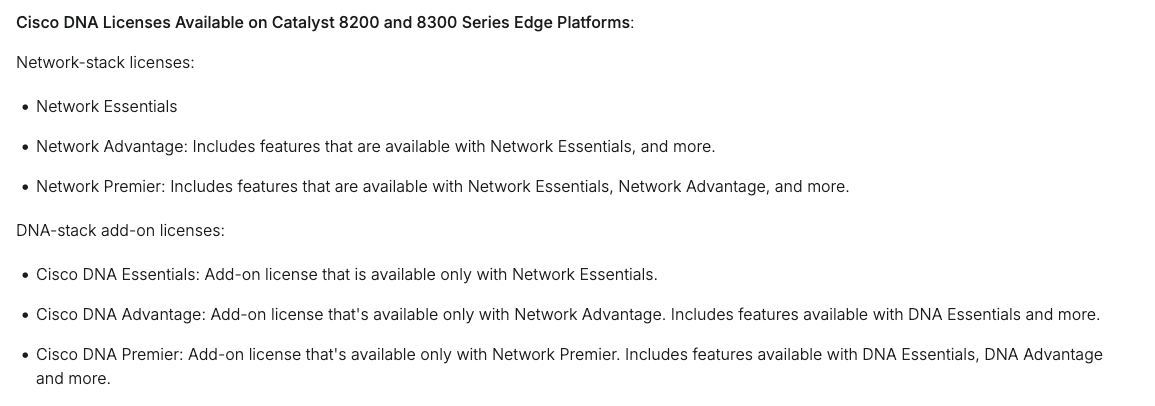 Cisco DNA Licenses Available on Catalyst 8200 and 8300 Series Edge Platforms:
Network-stack licenses:
• Network Essentials
• Network Advantage: Includes features that are available with Network Essentials, and more.
• Network Premier: Includes features that are available with Network Essentials, Network Advantage, and more.
DNA-stack add-on licenses:
• Cisco DNA Essentials: Add-on license that is available only with Network Essentials.
• Cisco DNA Advantage: Add-on license that's available only with Network Advantage. Includes features available with DNA Essentials and more.
• Cisco DNA Premier: Add-on license that's available only with Network Premier. Includes features available with DNA Essentials, DNA Advantage
and more.